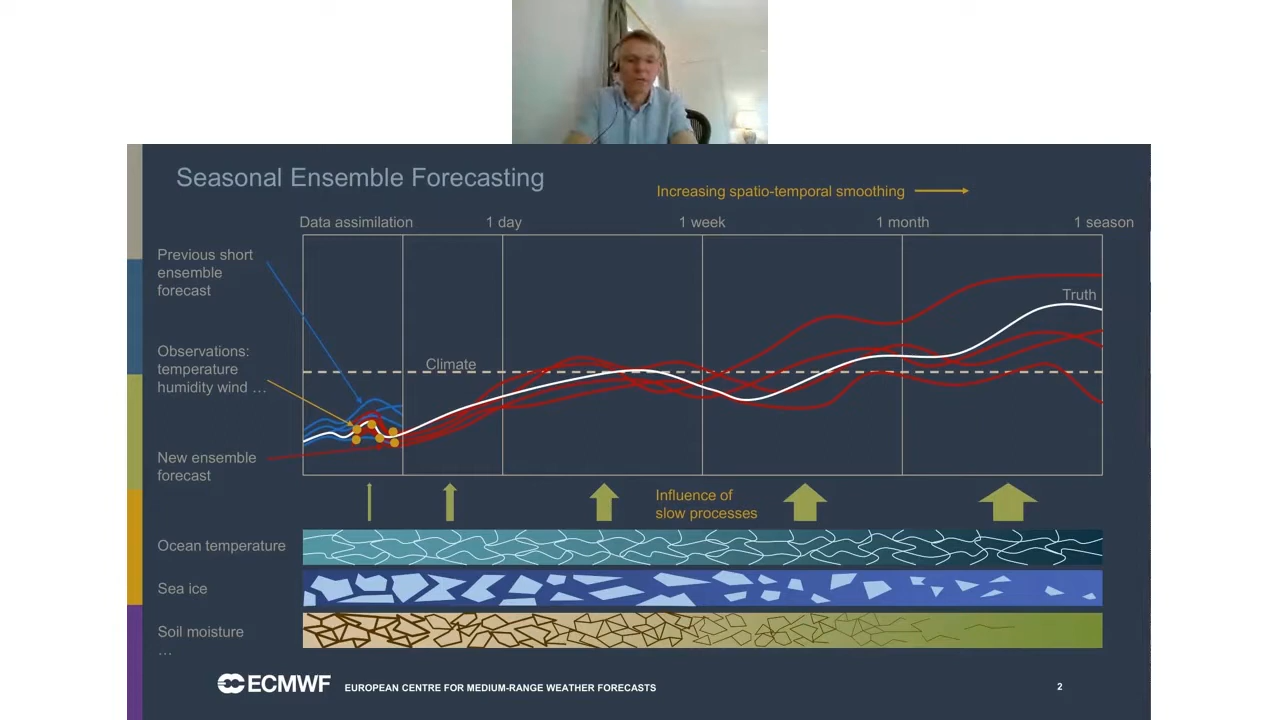 Seasonal Ensemble Forecasting
Increasing spatio-temporal smoothing
Data assimilation
1 day
1 week
1 month
1 season
Previous short
ensemble
forecast
Truth
Observations:
temperature
humidity wind …
Climate
New ensemble
forecast
Influence of
slow processes
Ocean temperature
Sea ice
Soil moisture
…
ECMWF
EUROPEAN CENTRE FOR MEDIUM-RANGE WEATHER FORECASTS
2